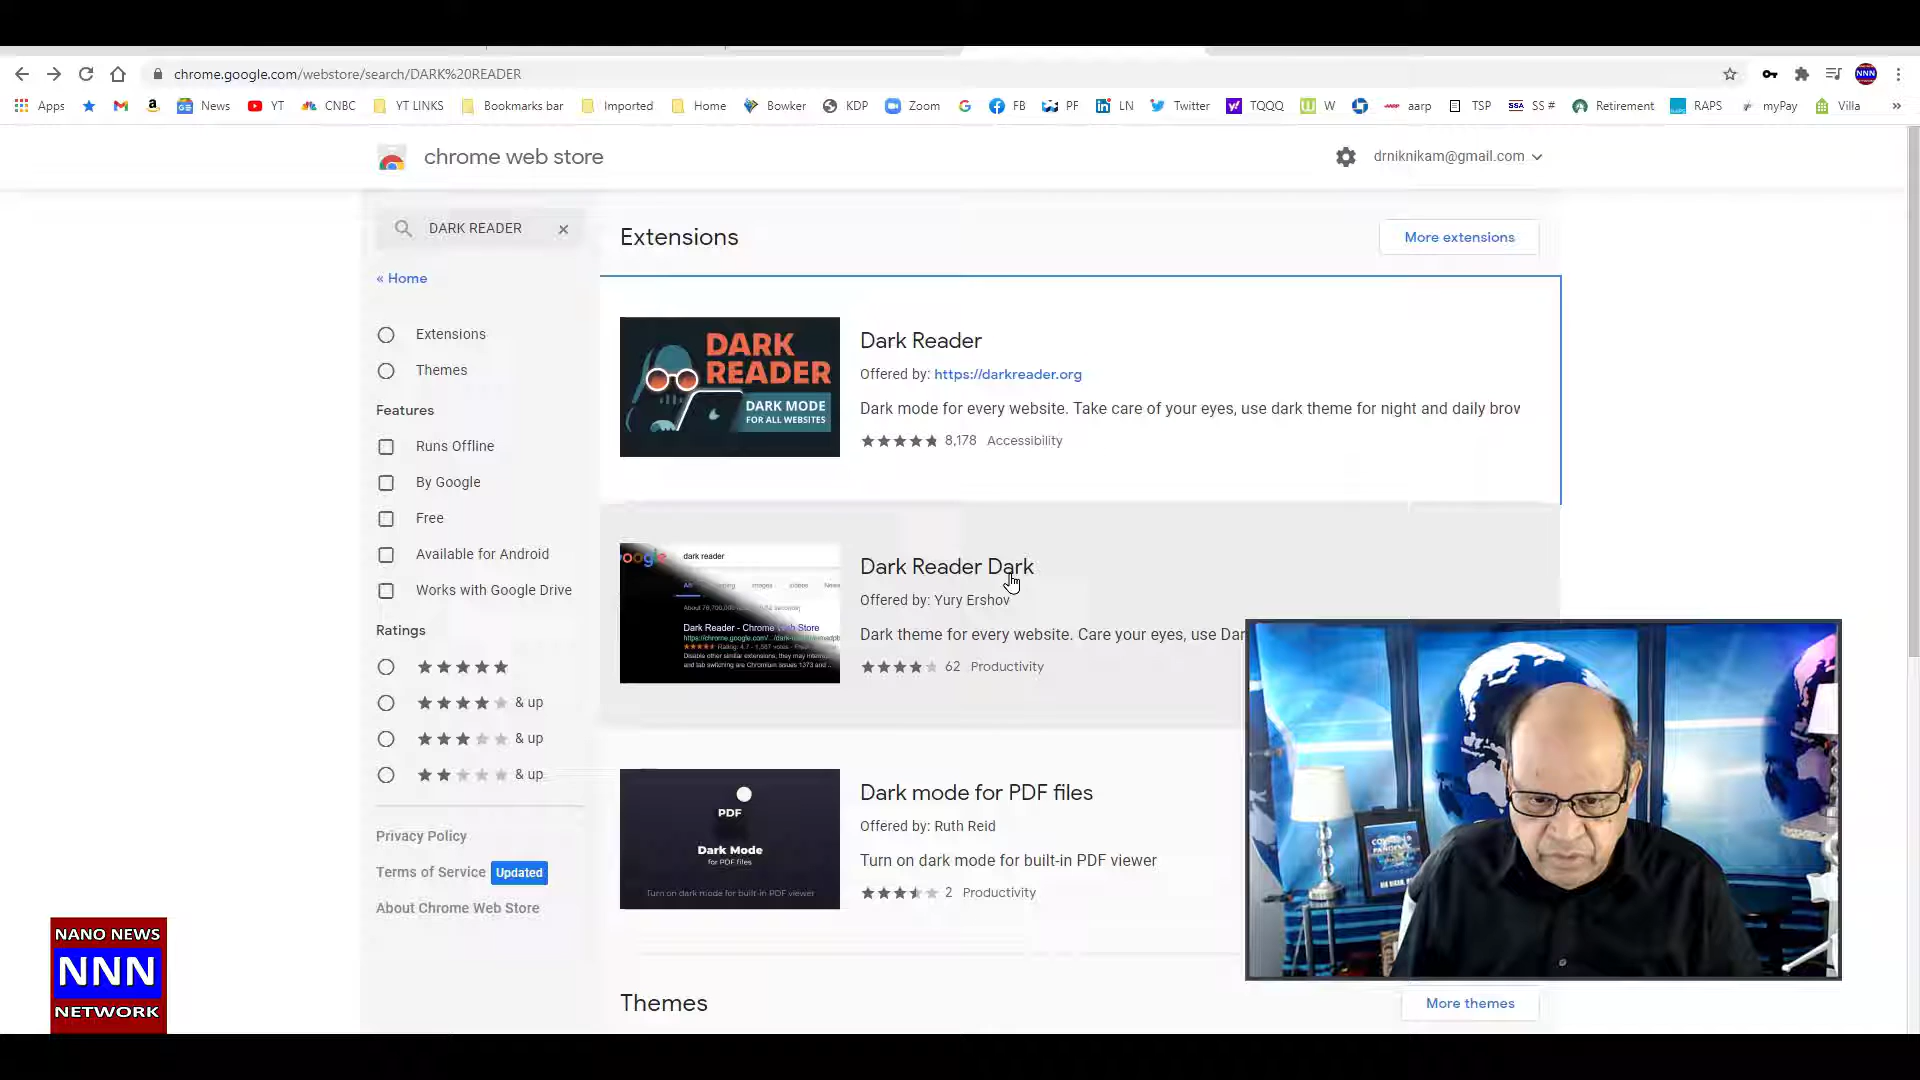 chrome.google.com/webstore/search/DARK%20READER
NNN
Apps News YT CNBC YT LINKS Bookmarks bar Imported Home Bowker KDP Zoom FB PF LN Twitter TQQQ W aarp TSP SS # Retirement RAPS myPay Villa »
chrome web store
drniknikam@gmail.com
DARK READER
« Home
Extensions
Themes
Features
Runs Offline
By Google
Free
Available for Android
Works with Google Drive
Ratings
& up
& up
& up
Privacy Policy
Terms of Service Updated
About Chrome Web Store
Extensions
More extensions
DARK
READER
DARK MODE
FOR ALL WEBSITES
Dark Reader
Offered by: https://darkreader.org
Dark mode for every website. Take care of your eyes, use dark theme for night and daily brow
8,178 Accessibility
dark reader
Dark Reader - Chrome Web Store
Dark Reader Dark
Offered by: Yury Ershov
Dark theme for every website. Care your eyes, use Dar
62 Productivity
PDF
Dark Mode
for PDF files
Turn on dark mode for built-in PDF viewer
Dark mode for PDF files
Offered by: Ruth Reid
Turn on dark mode for built-in PDF viewer
2 Productivity
Themes
More themes
NANO NEWS
NNN
NETWORK